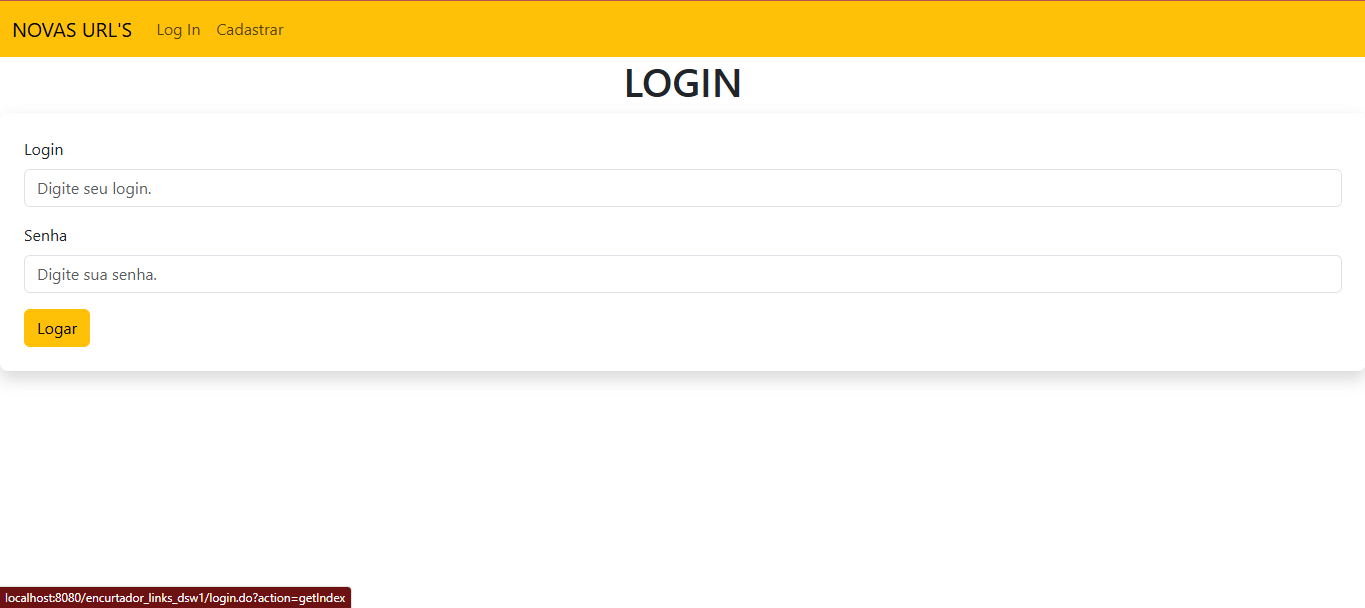 NOVAS URL'S Log In Cadastrar
LOGIN
Login
Digite seu login.
Senha
Digite sua senha.
Logar
localhost:8080/encurtador_links_dsw1/login.do?action=getIndex